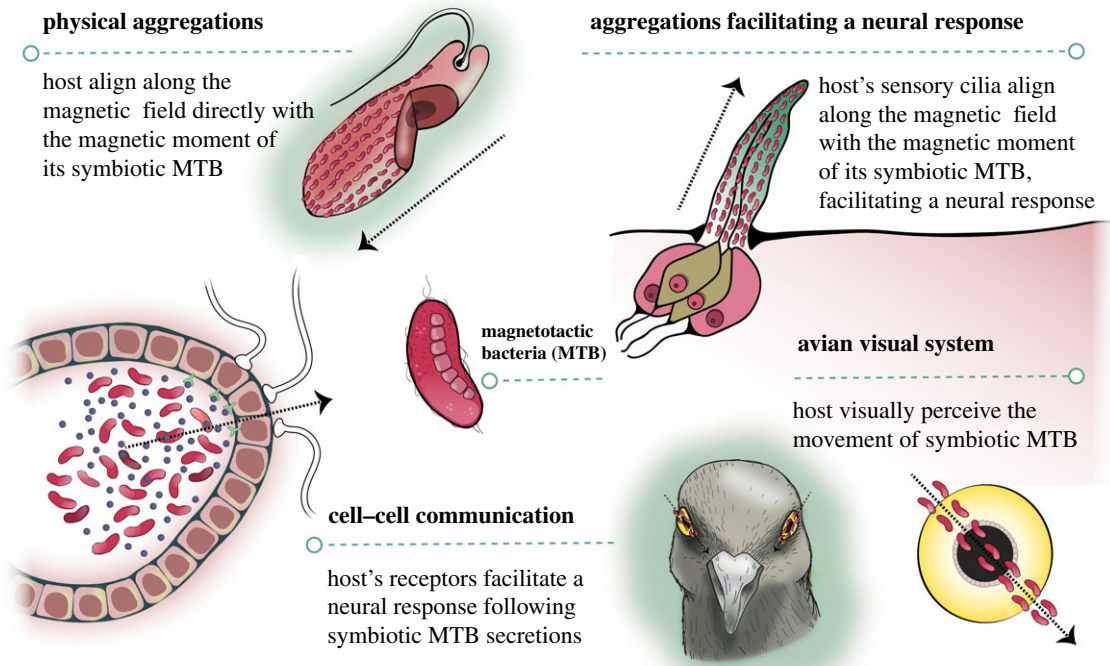 physical aggregations
host align along the
magnetic field directly with
the magnetic moment of
its symbiotic MTB
aggregations facilitating a neural response
host's sensory cilia align
along the magnetic field
with the magnetic moment
of its symbiotic MTB,
facilitating a neural response
magnetotactic
bacteria (MTB)
avian visual system
host visually perceive the
movement of symbiotic MTB
cell–cell communication
host's receptors facilitate a
neural response following
symbiotic MTB secretions